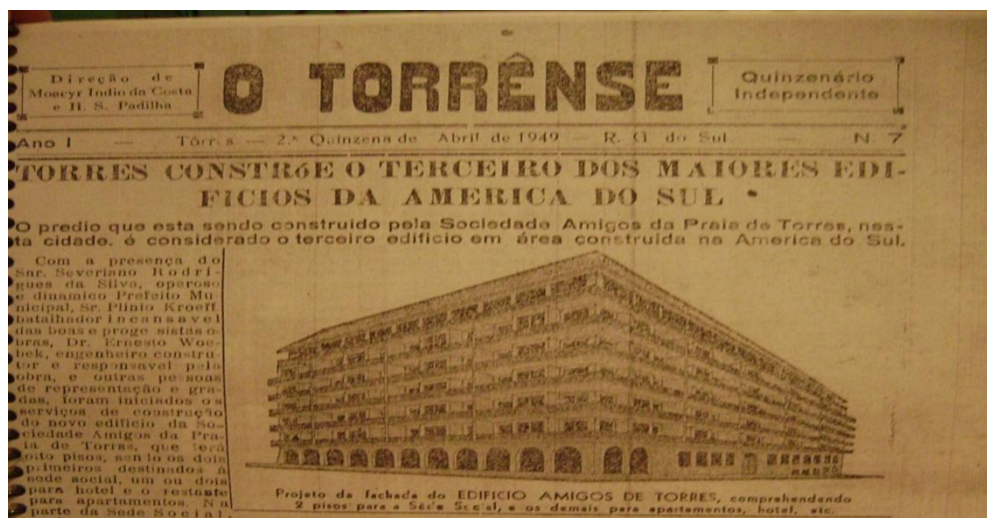 Direção de
Moacyr Indio da Costa
e H. S. Padilha
O TORRÊNSE
Quinzenário
Independente
Ano I — Tôrres — 2.ª Quinzena de Abril de 1949 — R. G. do Sul — N. 7
TORRES CONSTRóE O TERCEIRO DOS MAIORES EDI-
FICIOS DA AMERICA DO SUL
O predio que esta sendo construido pela Sociedade Amigos da Praia de Torres, nes-
ta cidade, é considerado o terceiro edificio em área construida na America do Sul.
Com a presença do
Snr. Severiano Rodri-
gues da Silva, operoso
e dinamico Prefeito Mu-
nicipal, Sr. Plinio Kroeff
batalhador incansavel
das boas e proge sistas o-
bras, Dr. Ernesto Woe-
bek, engenheiro constru-
tor e responsavel pela
obra, e outras pessoas
de representação e gra-
das, foram iniciados os
serviços de construção
do novo edificio da So-
ciedade Amigos da Pra-
ia de Torres, que terá
oito pisos, sendo os dois
primeiros destinados á
sede social, um ou dois
para hotel e o restante
para apartamentos. Na
parte da Sede Social,
Projeto da fachada do EDIFICIO AMIGOS DE TORRES, comprehendendo
2 pisos para a Séde Social, e os demais para apartamentos, hotel, etc.